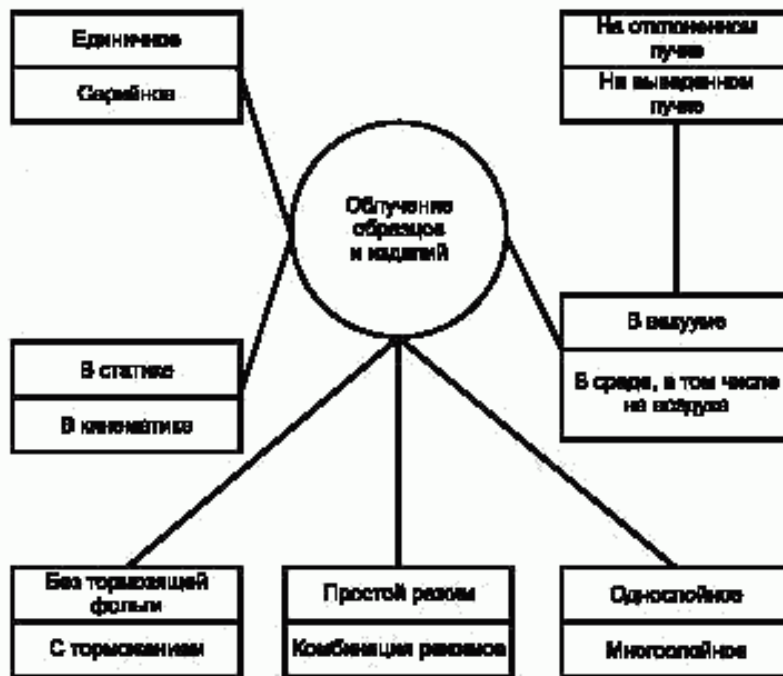 Единичное
Серийное
На отклоненном
пучке
На выведенном
пучке
Облучение
образцов
и изделий
В вакууме
В среде, в том числе
на воздухе
В статике
В кинематике
Без тормозящей
фольги
С торможением
Простой режим
Комбинация режимов
Однослойное
Многослойное